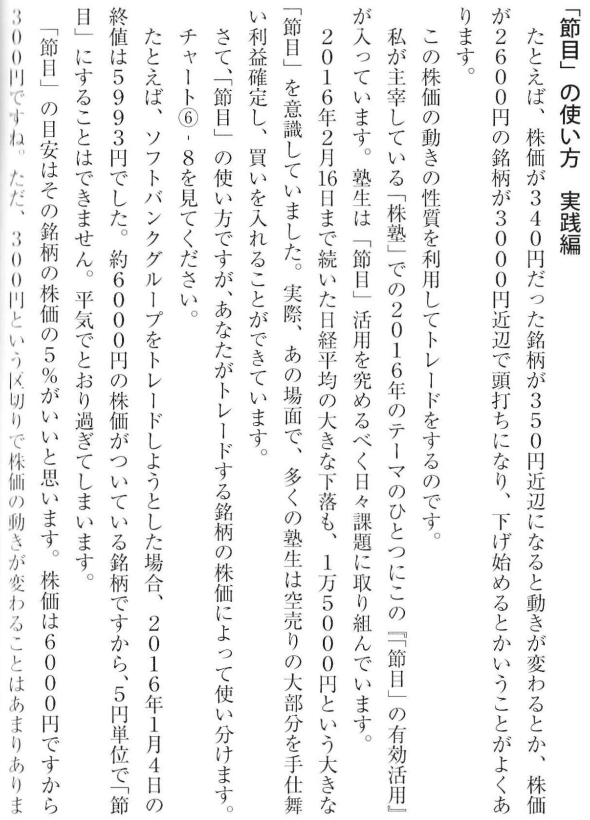 「節目」の使い方　実践編
　たとえば、株価が３４０円だった銘柄が３５０円近辺になると動きが変わるとか、株価
が２６００円の銘柄が３０００円近辺で頭打ちになり、下げ始めるとかいうことがよくあ
ります。
　この株価の動きの性質を利用してトレードをするのです。
　私が主宰している「株塾」での２０１６年のテーマのひとつにこの『「節目」の有効活用』
が入っています。塾生は「節目」活用を究めるべく日々課題に取り組んでいます。
　２０１６年２月16日まで続いた日経平均の大きな下落も、１万５０００円という大きな
「節目」を意識していました。実際、あの場面で、多くの塾生は空売りの大部分を手仕舞
い利益確定し、買いを入れることができています。
　さて、「節目」の使い方ですが、あなたがトレードする銘柄の株価によって使い分けます。
チャート⑥-８を見てください。
　たとえば、ソフトバンクグループをトレードしようとした場合、２０１６年１月４日の
終値は５９９３円でした。約６０００円の株価がついている銘柄ですから、５円単位で「節
目」にすることはできません。平気でとおり過ぎてしまいます。
　「節目」の目安はその銘柄の株価の５％がいいと思います。株価は６０００円ですから
３００円ですね。ただ、３００円という区切りで株価の動きが変わることはあまりありま